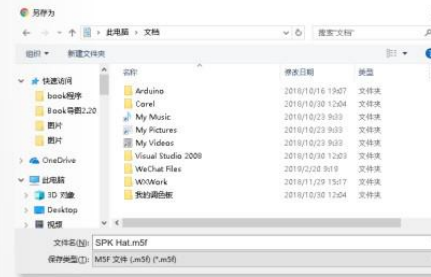 另存为
此电脑 › 文档
搜索"文档"
组织 新建文件夹
名称 修改日期 类型
快速访问
book程序
Book导图2.20
图片
图片
OneDrive
此电脑
3D 对象
Desktop
视频
Arduino 2018/10/16 19:07 文件夹
Corel 2018/10/30 12:04 文件夹
My Music 2018/10/23 9:33 文件夹
My Pictures 2018/10/23 9:33 文件夹
My Videos 2018/10/23 9:33 文件夹
Visual Studio 2008 2018/10/30 12:03 文件夹
WeChat Files 2019/2/20 9:19 文件夹
WXWork 2018/11/29 15:17 文件夹
我的调色板 2018/10/30 12:04 文件夹
文件名(N): SPK Hat.m5f
保存类型(T): M5F 文件 (.m5f) (*.m5f)